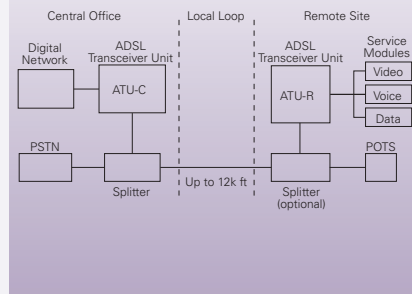 Central Office
Local Loop
Remote Site
Digital
Network
ADSL
Transceiver Unit
ATU-C
ADSL
Transceiver Unit
ATU-R
Service
Modules
Video
Voice
Data
PSTN
Splitter
Up to 12k ft
Splitter
(optional)
POTS